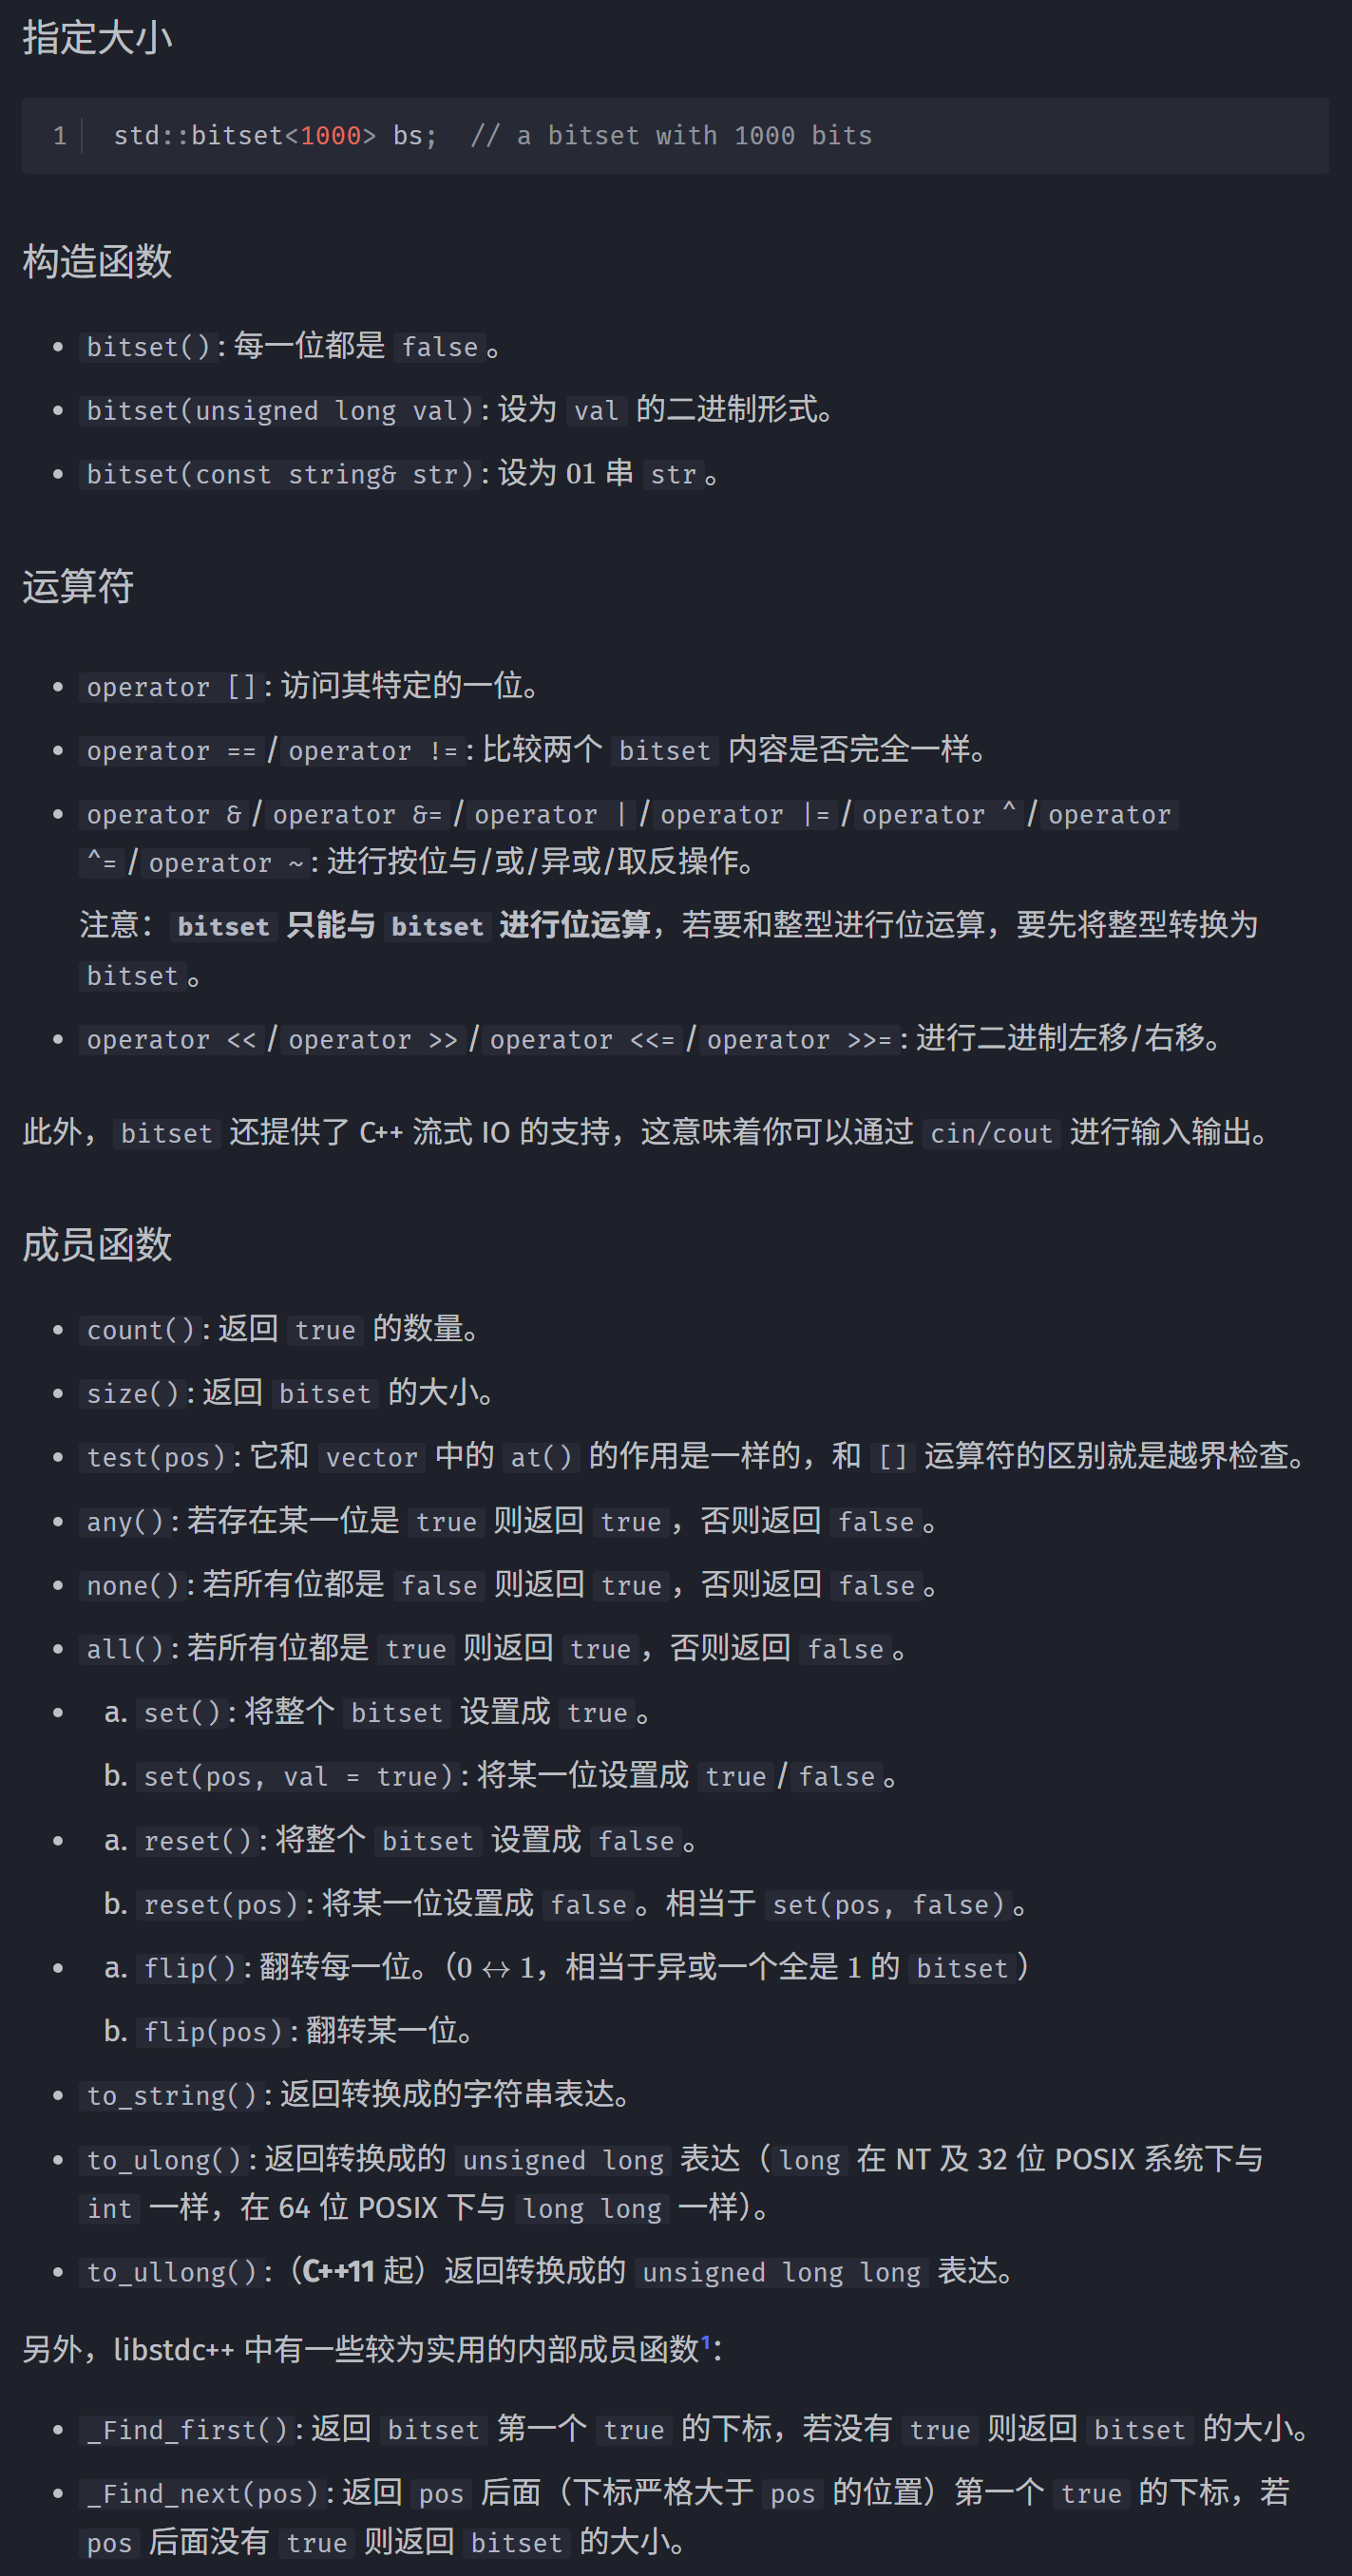 指定大小
1 std::bitset<1000> bs;  // a bitset with 1000 bits
构造函数
• bitset(): 每一位都是 false。
• bitset(unsigned long val): 设为 val 的二进制形式。
• bitset(const string& str): 设为 01 串 str。
运算符
• operator []: 访问其特定的一位。
• operator ==/operator !=: 比较两个 bitset 内容是否完全一样。
• operator &/operator &=/operator |/operator |=/operator ^/operator
^=/operator ~: 进行按位与/或/异或/取反操作。
注意：bitset 只能与 bitset 进行位运算，若要和整型进行位运算，要先将整型转换为
bitset。
• operator <</operator >>/operator <<=/operator >>=: 进行二进制左移/右移。
此外，bitset 还提供了 C++ 流式 IO 的支持，这意味着你可以通过 cin/cout 进行输入输出。
成员函数
• count(): 返回 true 的数量。
• size(): 返回 bitset 的大小。
• test(pos): 它和 vector 中的 at() 的作用是一样的，和 [] 运算符的区别就是越界检查。
• any(): 若存在某一位是 true 则返回 true，否则返回 false。
• none(): 若所有位都是 false 则返回 true，否则返回 false。
• all(): 若所有位都是 true 则返回 true，否则返回 false。
• a. set(): 将整个 bitset 设置成 true。
b. set(pos, val = true): 将某一位设置成 true/false。
• a. reset(): 将整个 bitset 设置成 false。
b. reset(pos): 将某一位设置成 false。相当于 set(pos, false)。
• a. flip(): 翻转每一位。（0 ↔ 1，相当于异或一个全是 1 的 bitset）
b. flip(pos): 翻转某一位。
• to_string(): 返回转换成的字符串表达。
• to_ulong(): 返回转换成的 unsigned long 表达（long 在 NT 及 32 位 POSIX 系统下与
int 一样，在 64 位 POSIX 下与 long long 一样）。
• to_ullong():（C++11 起）返回转换成的 unsigned long long 表达。
另外，libstdc++ 中有一些较为实用的内部成员函数¹：
• _Find_first(): 返回 bitset 第一个 true 的下标，若没有 true 则返回 bitset 的大小。
• _Find_next(pos): 返回 pos 后面（下标严格大于 pos 的位置）第一个 true 的下标，若
pos 后面没有 true 则返回 bitset 的大小。